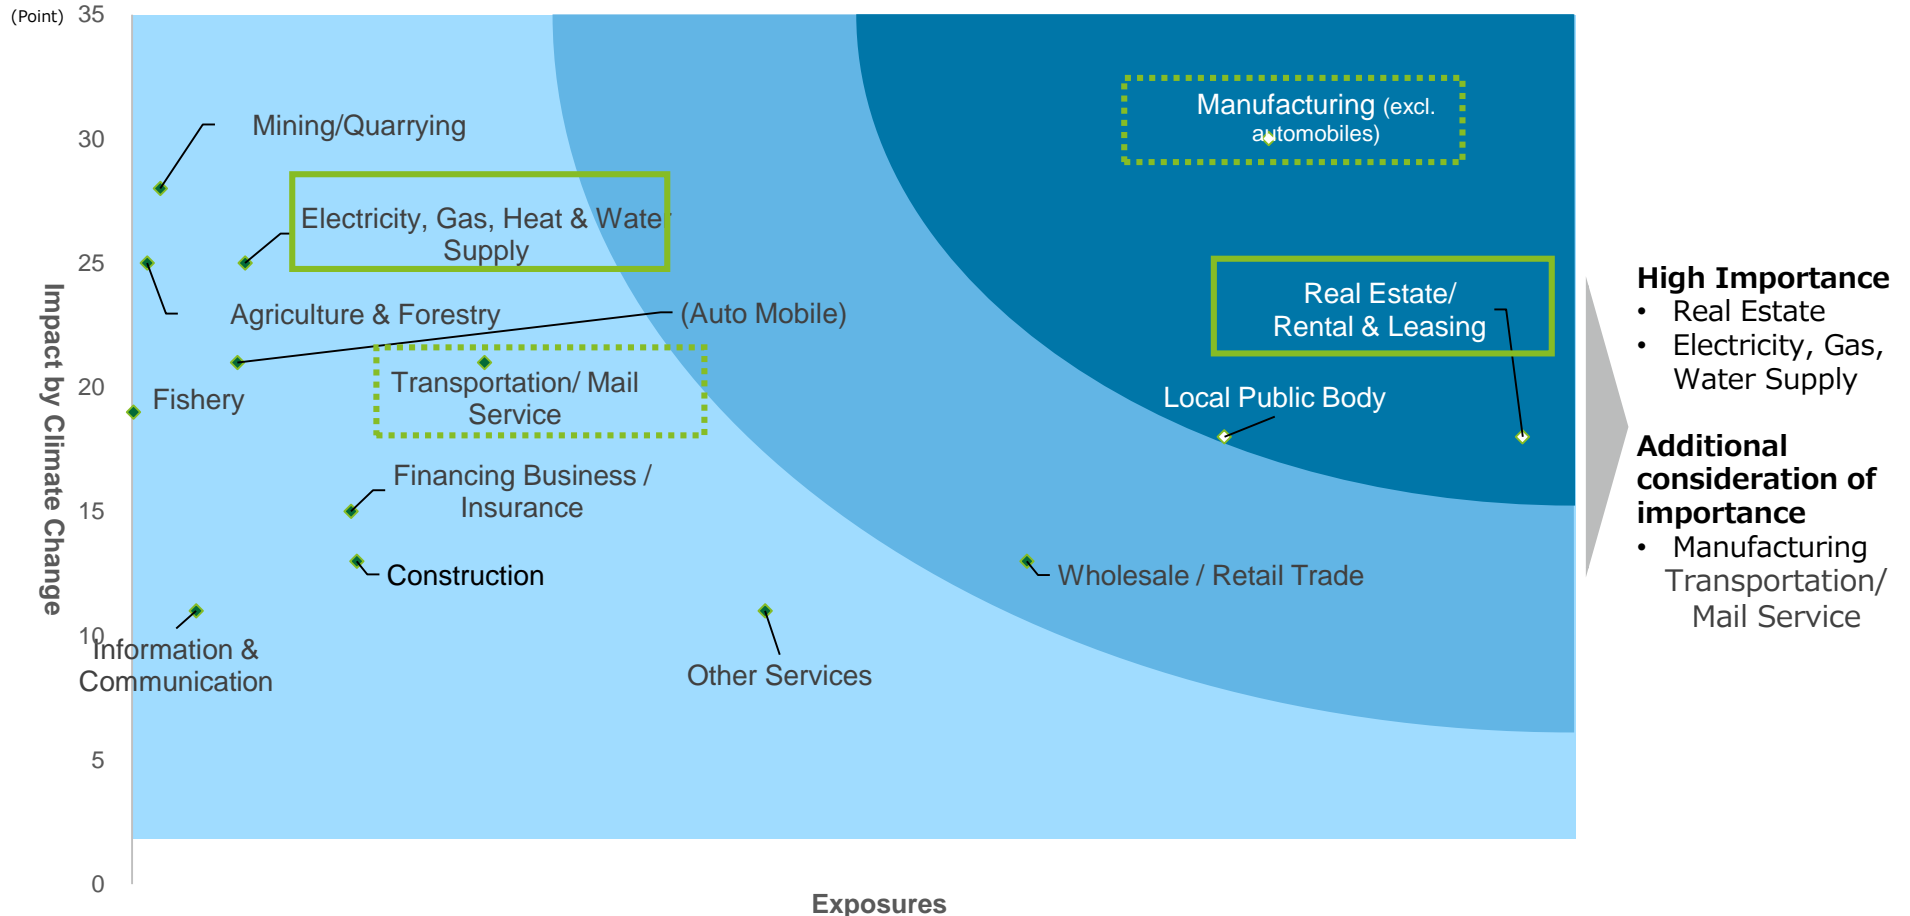 (Point)
35
30
25
20
15
10
5
0
Impact by Climate Change
Exposures
Mining/Quarrying
Electricity, Gas, Heat & Water
Supply
Agriculture & Forestry
(Auto Mobile)
Fishery
Transportation/ Mail
Service
Financing Business /
Insurance
Construction
Information &
Communication
Other Services
Wholesale / Retail Trade
Manufacturing (excl.
automobiles)
Real Estate/
Rental & Leasing
Local Public Body
High Importance
• Real Estate
• Electricity, Gas,
Water Supply
Additional
consideration of
importance
• Manufacturing
Transportation/
Mail Service